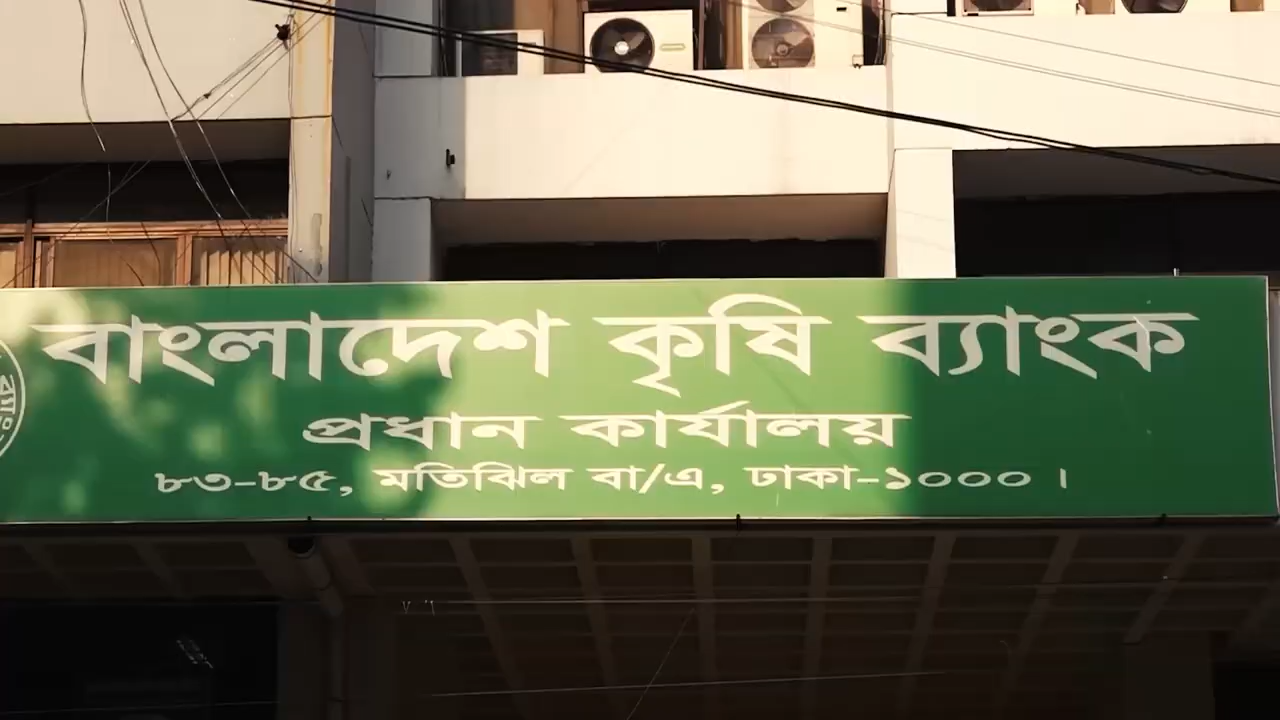 বাংলাদেশ কৃষি ব্যাংক
প্রধান কার্যালয়
৮৩-৮৫, মতিঝিল বা/এ, ঢাকা-১০০০ ।